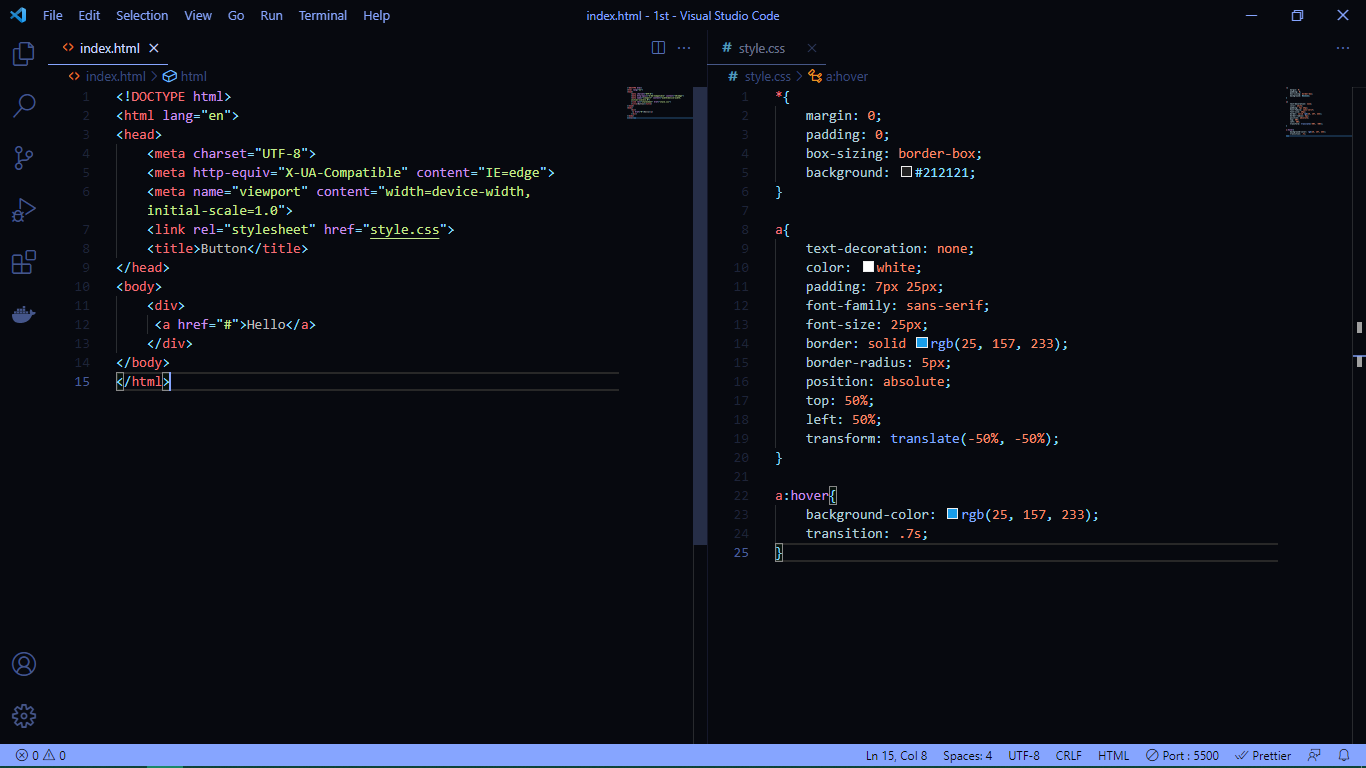 File Edit Selection View Go Run Terminal Help index.html - 1st - Visual Studio Code
index.html
index.html > html
1 <!DOCTYPE html>
2 <html lang="en">
3 <head>
4 <meta charset="UTF-8">
5 <meta http-equiv="X-UA-Compatible" content="IE=edge">
6 <meta name="viewport" content="width=device-width,
initial-scale=1.0">
7 <link rel="stylesheet" href="style.css">
8 <title>Button</title>
9 </head>
10 <body>
11 <div>
12 <a href="#">Hello</a>
13 </div>
14 </body>
15 </html>
# style.css
# style.css > a:hover
1 *{
2 margin: 0;
3 padding: 0;
4 box-sizing: border-box;
5 background: #212121;
6 }
7
8 a{
9 text-decoration: none;
10 color: white;
11 padding: 7px 25px;
12 font-family: sans-serif;
13 font-size: 25px;
14 border: solid rgb(25, 157, 233);
15 border-radius: 5px;
16 position: absolute;
17 top: 50%;
18 left: 50%;
19 transform: translate(-50%, -50%);
20 }
21
22 a:hover{
23 background-color: rgb(25, 157, 233);
24 transition: .7s;
25 }
0 0 Ln 15, Col 8 Spaces: 4 UTF-8 CRLF HTML Port : 5500 Prettier